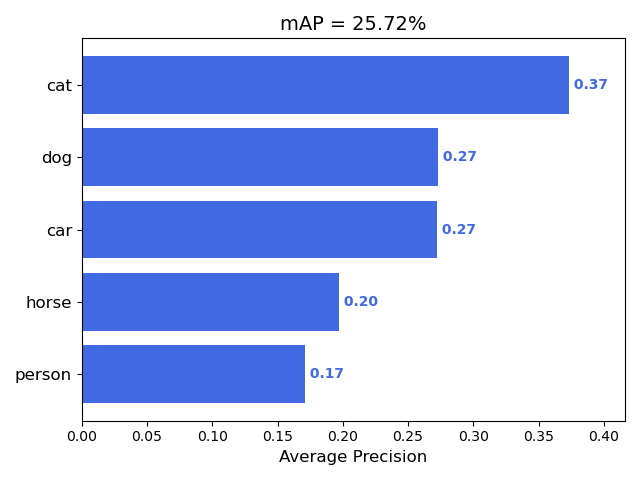 mAP = 25.72%
cat 0.37
dog 0.27
car 0.27
horse 0.20
person 0.17
0.00 0.05 0.10 0.15 0.20 0.25 0.30 0.35 0.40
Average Precision